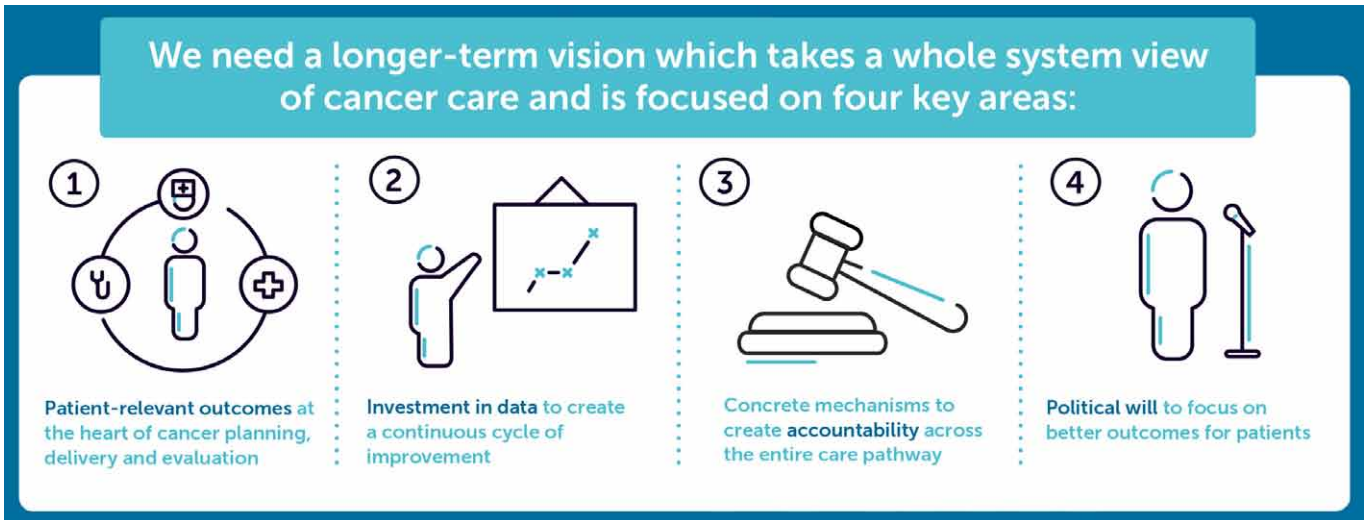 We need a longer-term vision which takes a whole system view
of cancer care and is focused on four key areas:
1
Patient-relevant outcomes at
the heart of cancer planning,
delivery and evaluation
2
Investment in data to create
a continuous cycle of
improvement
3
Concrete mechanisms to
create accountability across
the entire care pathway
4
Political will to focus on
better outcomes for patients